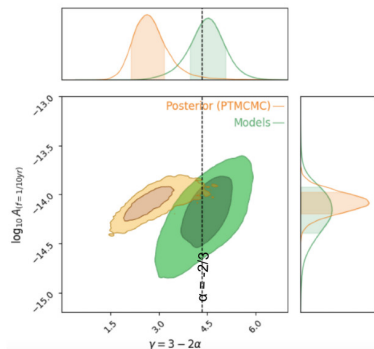 -13.0
Posterior (PTMCMC)
Models
-13.5
-14.0
-14.5
-15.0
log₁₀ A(f=1/10yr)
α = -2/3
1.5 3.0 4.5 6.0
γ = 3 − 2α